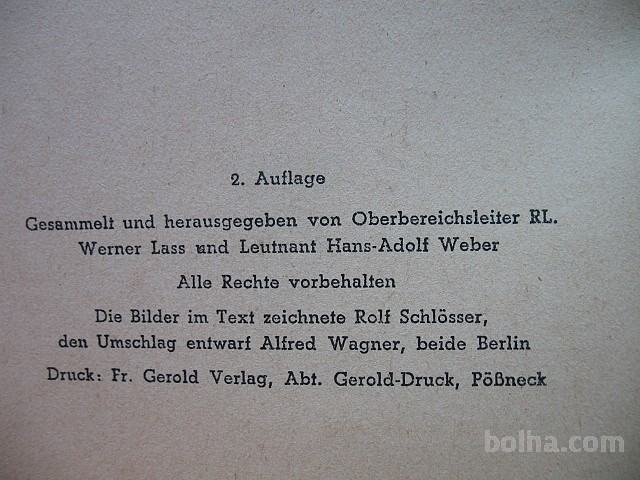 2. Auflage
Gesammelt und herausgegeben von Oberbereichsleiter RL.
Werner Lass und Leutnant Hans-Adolf Weber
Alle Rechte vorbehalten
Die Bilder im Text zeichnete Rolf Schlösser,
den Umschlag entwarf Alfred Wagner, beide Berlin
Druck: Fr. Gerold Verlag, Abt. Gerold-Druck, Pößneck
bolha.com